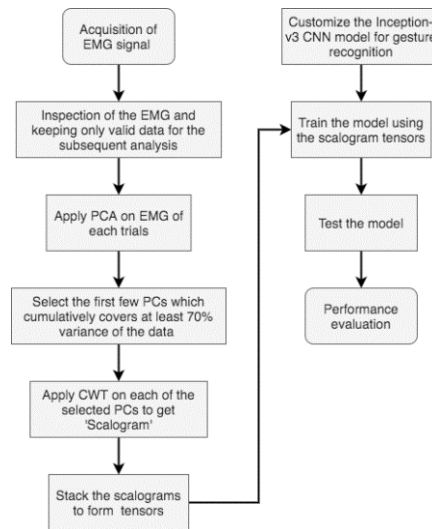 Acquisition of
EMG signal
Inspection of the EMG and
keeping only valid data for the
subsequent analysis
Apply PCA on EMG of
each trials
Select the first few PCs which
cumulatively covers at least 70%
variance of the data
Apply CWT on each of the
selected PCs to get
'Scalogram'
Stack the scalograms
to form tensors
Customize the Inception-
v3 CNN model for gesture
recognition
Train the model using
the scalogram tensors
Test the model
Performance
evaluation